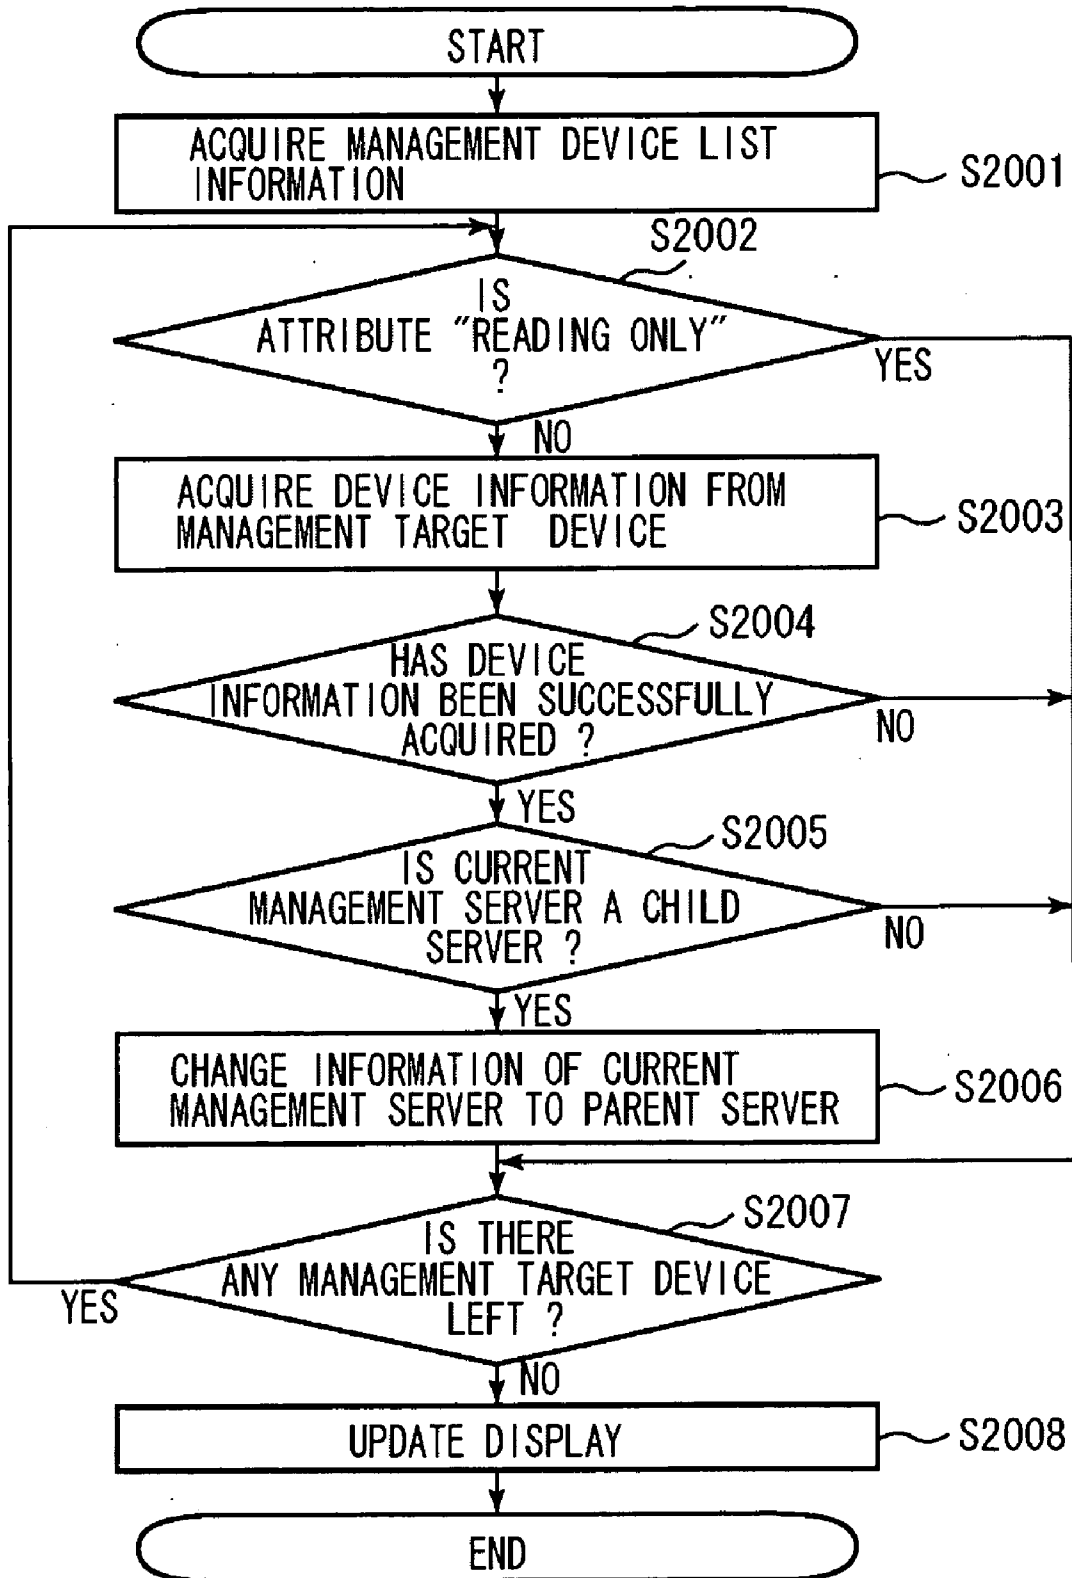 START
ACQUIRE MANAGEMENT DEVICE LIST
INFORMATION
S2001
S2002
IS
ATTRIBUTE "READING ONLY"
?
YES
NO
ACQUIRE DEVICE INFORMATION FROM
MANAGEMENT TARGET DEVICE
S2003
S2004
HAS DEVICE
INFORMATION BEEN SUCCESSFULLY
ACQUIRED ?
NO
YES
S2005
IS CURRENT
MANAGEMENT SERVER A CHILD
SERVER ?
NO
YES
CHANGE INFORMATION OF CURRENT
MANAGEMENT SERVER TO PARENT SERVER
S2006
S2007
IS THERE
ANY MANAGEMENT TARGET DEVICE
LEFT ?
YES
NO
UPDATE DISPLAY
S2008
END